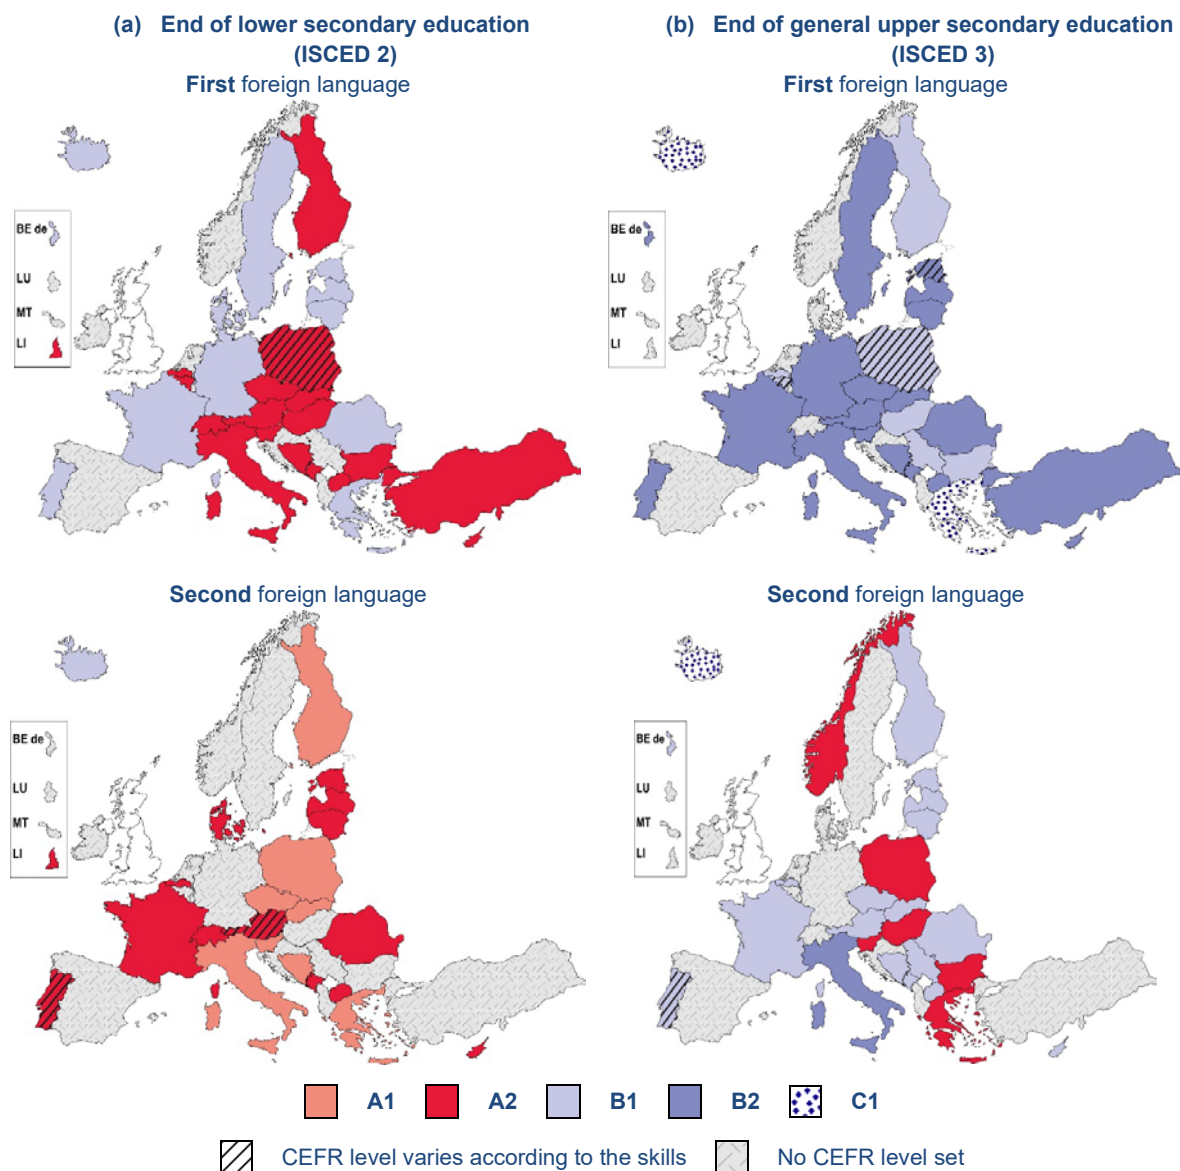 (a) End of lower secondary education
(ISCED 2)
First foreign language
BE de
LU
MT
LI
(b) End of general upper secondary education
(ISCED 3)
First foreign language
BE de
LU
MT
LI
Second foreign language
BE de
LU
MT
LI
Second foreign language
BE de
LU
MT
LI
A1 A2 B1 B2 C1
CEFR level varies according to the skills No CEFR level set